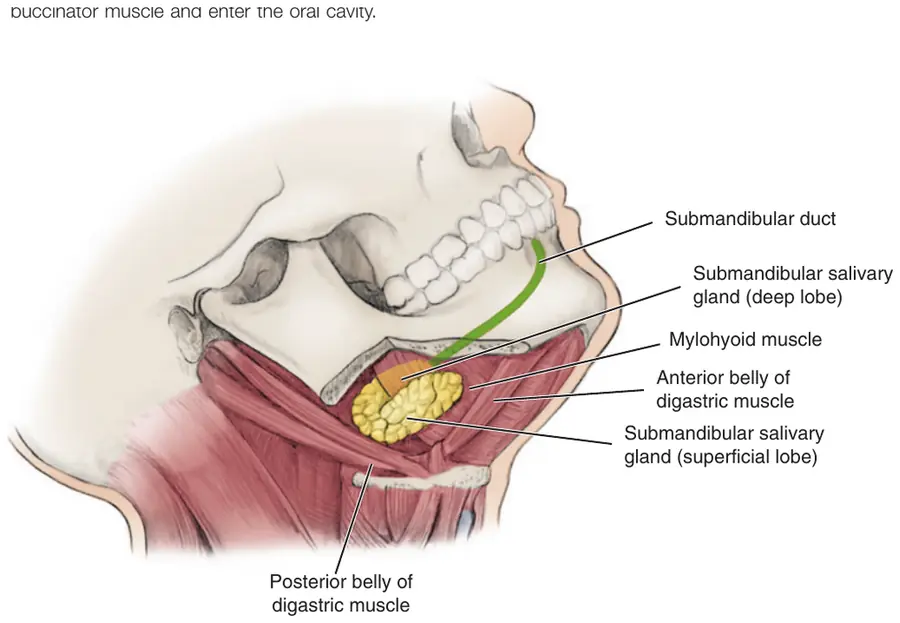 buccinator muscle and enter the oral cavity.
Submandibular duct
Submandibular salivary
gland (deep lobe)
Mylohyoid muscle
Anterior belly of
digastric muscle
Submandibular salivary
gland (superficial lobe)
Posterior belly of
digastric muscle